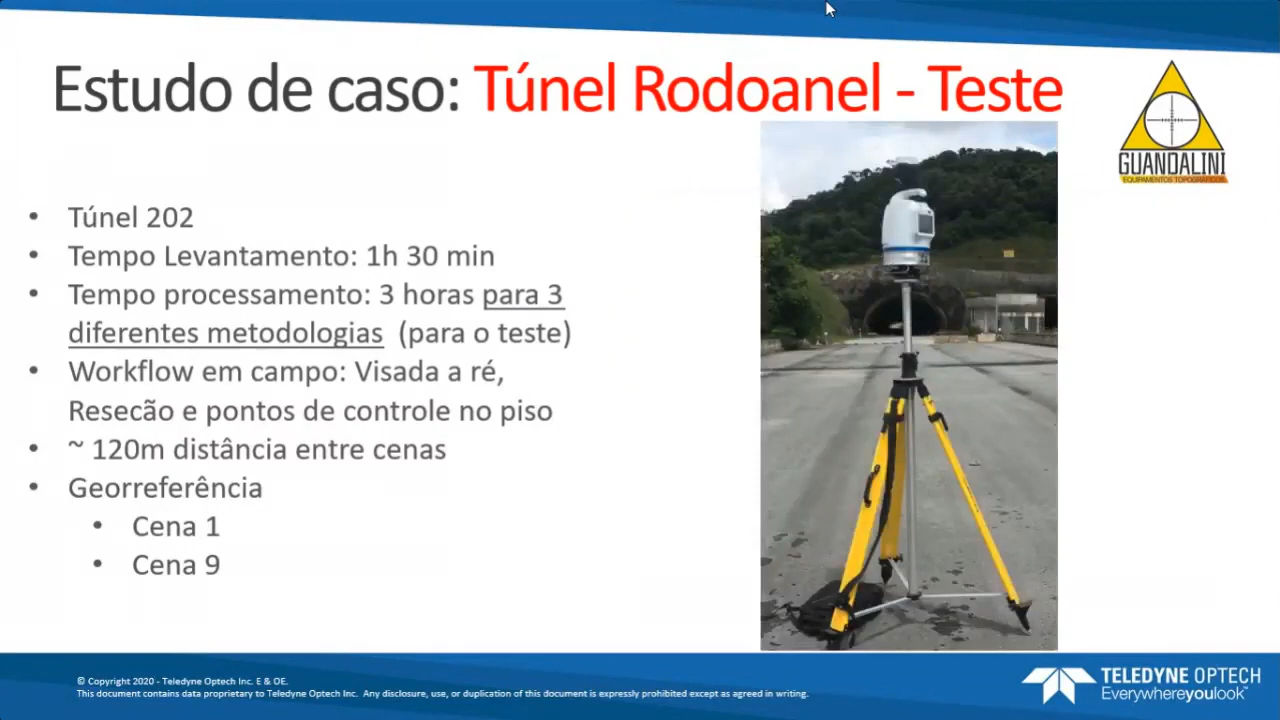 Estudo de caso: Túnel Rodoanel - Teste
GUANDALINI
EQUIPAMENTOS TOPOGRÁFICOS
• Túnel 202
• Tempo Levantamento: 1h 30 min
• Tempo processamento: 3 horas para 3
diferentes metodologias (para o teste)
• Workflow em campo: Visada a ré,
Resecão e pontos de controle no piso
• ~ 120m distância entre cenas
• Georreferência
• Cena 1
• Cena 9
© Copyright 2020 - Teledyne Optech Inc. E & OE.
This document contains data proprietary to Teledyne Optech Inc. Any disclosure, use, or duplication of this document is expressly prohibited except as agreed in writing.
TELEDYNE OPTECH
Everywhereyoulook™